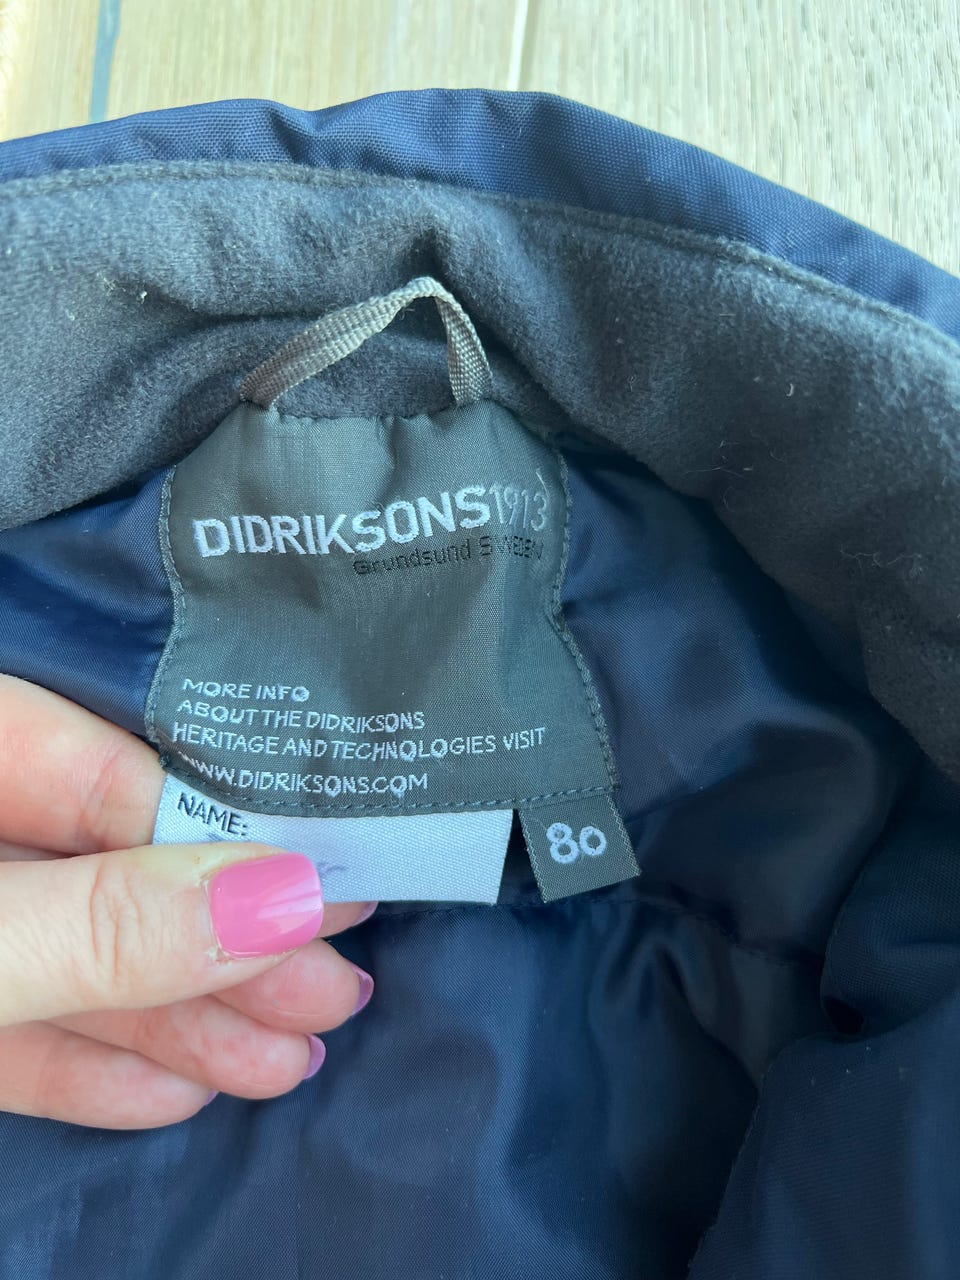 DIDRIKSONS1913
Grundsund SWEDEN
MORE INFO
ABOUT THE DIDRIKSONS
HERITAGE AND TECHNOLOGIES VISIT
WWW.DIDRIKSONS.COM
NAME:
80